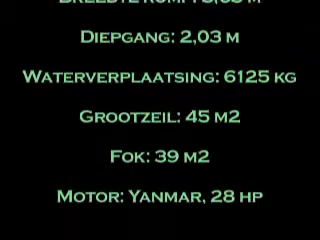 Diepgang: 2,03 m
Waterverplaatsing: 6125 kg
Grootzeil: 45 m2
Fok: 39 m2
Motor: Yanmar, 28 hp